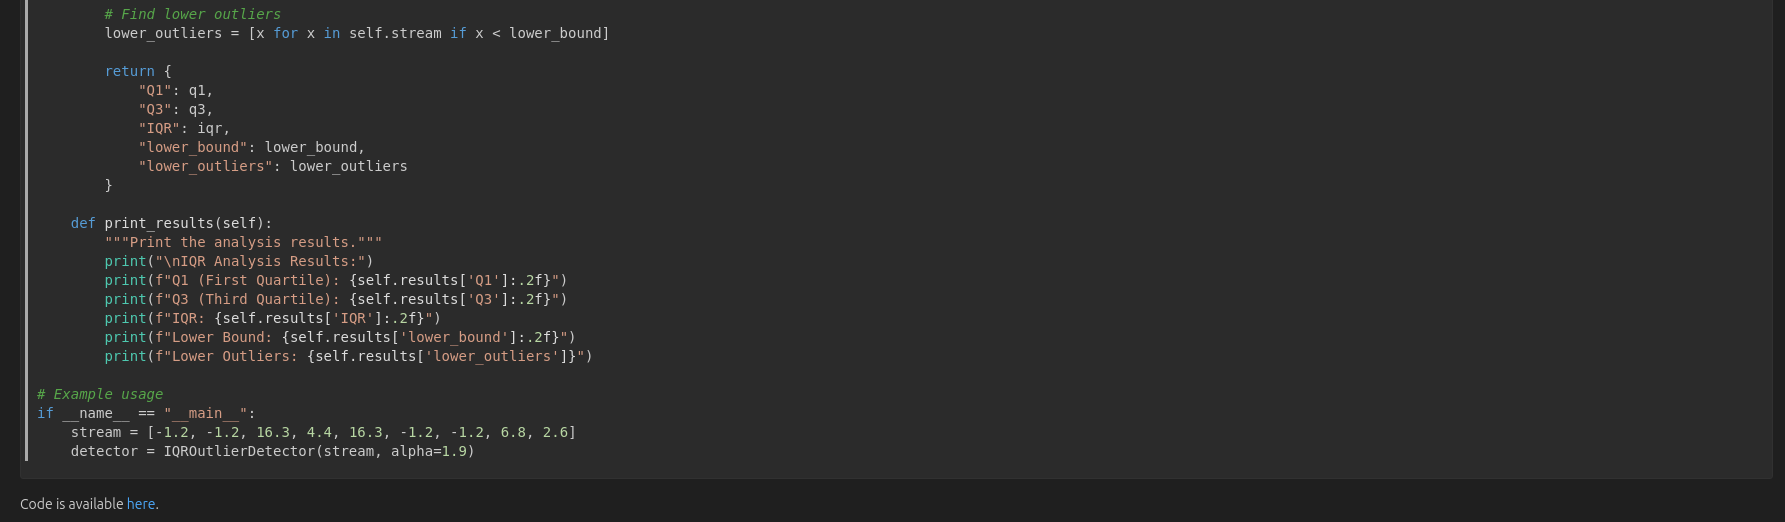 # Find lower outliers
lower_outliers = [x for x in self.stream if x < lower_bound]
return {
"Q1": q1,
"Q3": q3,
"IQR": iqr,
"lower_bound": lower_bound,
"lower_outliers": lower_outliers
}
def print_results(self):
"""Print the analysis results."""
print("\nIQR Analysis Results:")
print(f"Q1 (First Quartile): {self.results['Q1']:.2f}")
print(f"Q3 (Third Quartile): {self.results['Q3']:.2f}")
print(f"IQR: {self.results['IQR']:.2f}")
print(f"Lower Bound: {self.results['lower_bound']:.2f}")
print(f"Lower Outliers: {self.results['lower_outliers']}")
# Example usage
if __name__ == "__main__":
stream = [-1.2, -1.2, 16.3, 4.4, 16.3, -1.2, -1.2, 6.8, 2.6]
detector = IQROutlierDetector(stream, alpha=1.9)
Code is available here.